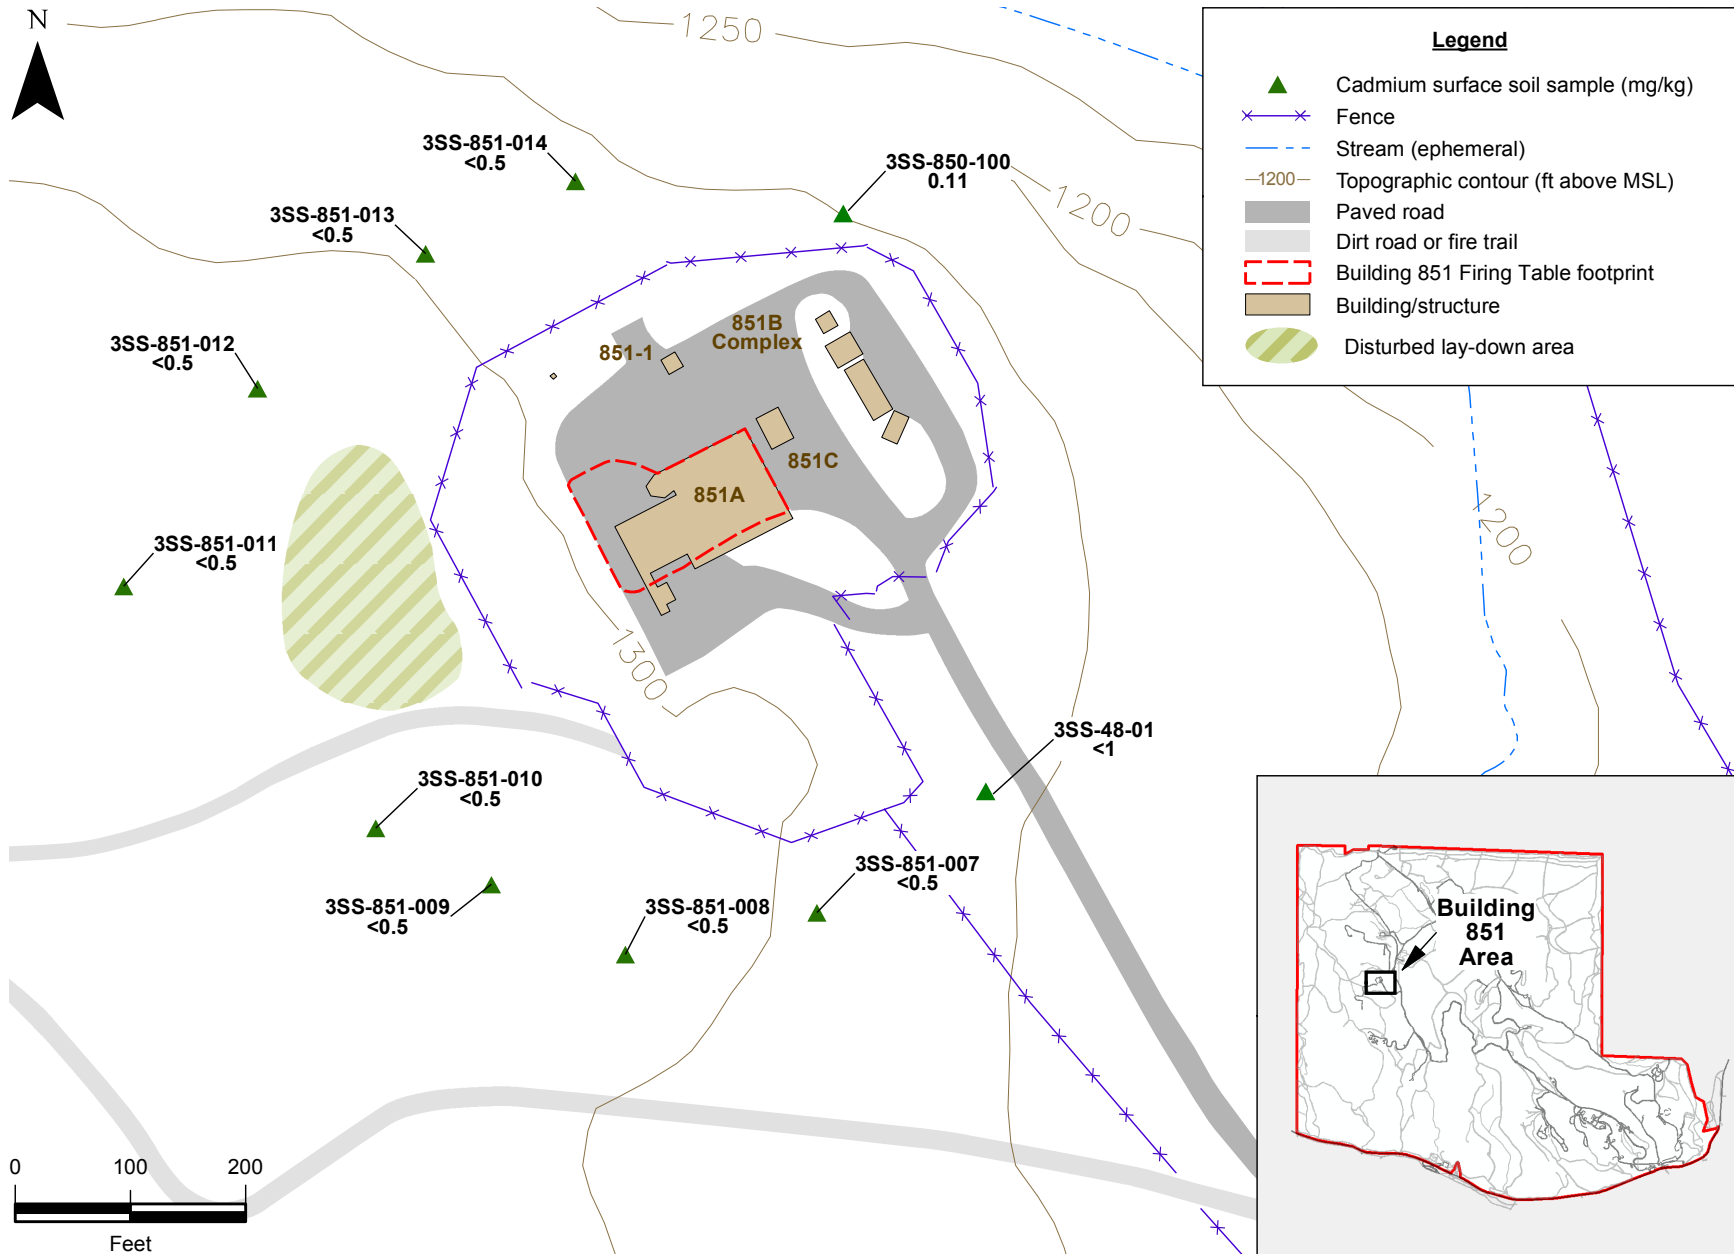 N
1250
Legend
Cadmium surface soil sample (mg/kg)
Fence
Stream (ephemeral)
1200
Topographic contour (ft above MSL)
Paved road
Dirt road or fire trail
Building 851 Firing Table footprint
Building/structure
Disturbed lay-down area
3SS-851-014
<0.5
3SS-850-100
0.11
1200
3SS-851-013
<0.5
3SS-851-012
<0.5
851B
Complex
851-1
851C
851A
3SS-851-011
<0.5
1200
1300
3SS-48-01
<1
3SS-851-010
<0.5
3SS-851-007
<0.5
3SS-851-009
<0.5
3SS-851-008
<0.5
Building
851
Area
0 100 200
Feet